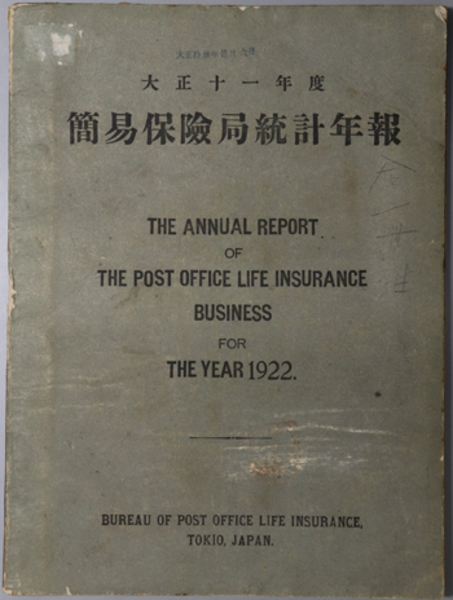 大正十一年度
簡易保險局統計年報
THE ANNUAL REPORT
OF
THE POST OFFICE LIFE INSURANCE
BUSINESS
FOR
THE YEAR 1922.
BUREAU OF POST OFFICE LIFE INSURANCE,
TOKIO, JAPAN.